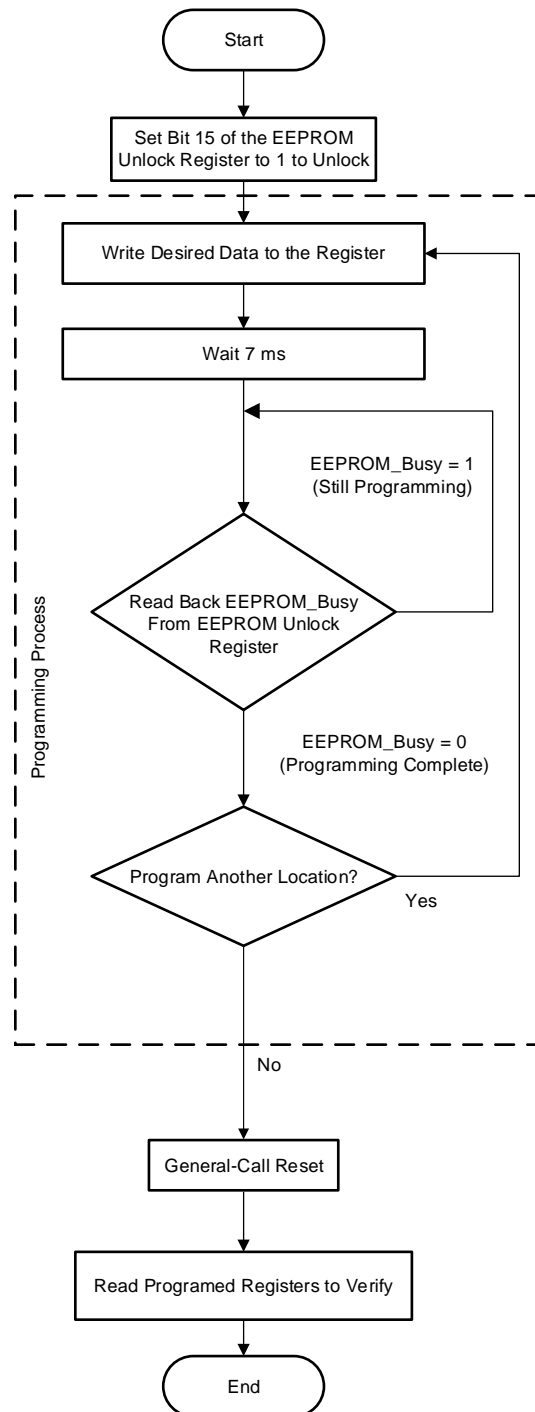 Start
Set Bit 15 of the EEPROM
Unlock Register to 1 to Unlock
Write Desired Data to the Register
Wait 7 ms
EEPROM_Busy = 1
(Still Programming)
Read Back EEPROM_Busy
From EEPROM Unlock
Register
Programming Process
EEPROM_Busy = 0
(Programming Complete)
Program Another Location?
Yes
No
General-Call Reset
Read Programed Registers to Verify
End